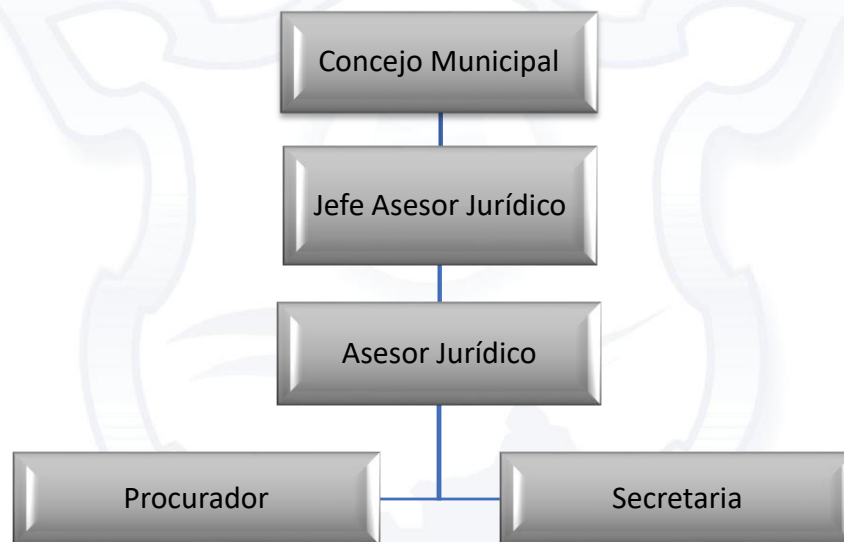 Concejo Municipal
Jefe Asesor Jurídico
Asesor Jurídico
Procurador
Secretaria